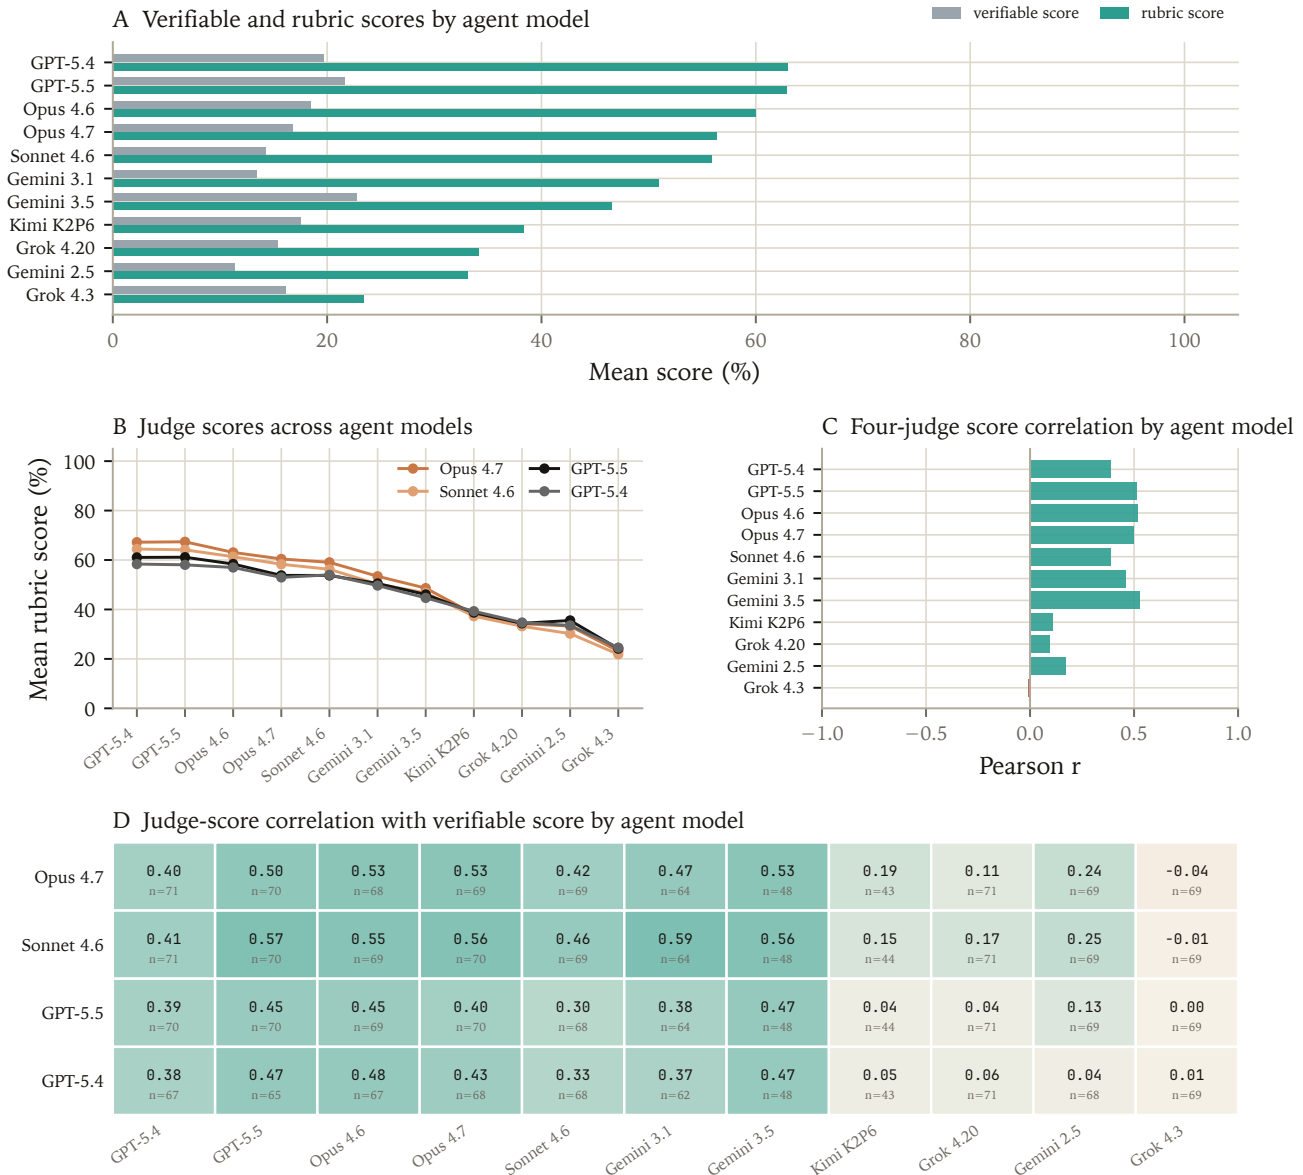 A Verifiable and rubric scores by agent model
verifiable score rubric score
GPT-5.4
GPT-5.5
Opus 4.6
Opus 4.7
Sonnet 4.6
Gemini 3.1
Gemini 3.5
Kimi K2P6
Grok 4.20
Gemini 2.5
Grok 4.3
0 20 40 60 80 100
Mean score (%)
B Judge scores across agent models
Mean rubric score (%)
100
80
60
40
20
0
Opus 4.7 GPT-5.5
Sonnet 4.6 GPT-5.4
GPT-5.4 GPT-5.5 Opus 4.6 Opus 4.7 Sonnet 4.6 Gemini 3.1 Gemini 3.5 Kimi K2P6 Grok 4.20 Gemini 2.5 Grok 4.3
C Four-judge score correlation by agent model
GPT-5.4
GPT-5.5
Opus 4.6
Opus 4.7
Sonnet 4.6
Gemini 3.1
Gemini 3.5
Kimi K2P6
Grok 4.20
Gemini 2.5
Grok 4.3
−1.0 −0.5 0.0 0.5 1.0
Pearson r
D Judge-score correlation with verifiable score by agent model
Opus 4.7 0.40 0.50 0.53 0.53 0.42 0.47 0.53 0.19 0.11 0.24 -0.04
n=71 n=70 n=68 n=69 n=69 n=64 n=48 n=43 n=71 n=69 n=69
Sonnet 4.6 0.41 0.57 0.55 0.56 0.46 0.59 0.56 0.15 0.17 0.25 -0.01
n=71 n=70 n=69 n=70 n=69 n=64 n=48 n=44 n=71 n=69 n=69
GPT-5.5 0.39 0.45 0.45 0.40 0.30 0.38 0.47 0.04 0.04 0.13 0.00
n=70 n=70 n=69 n=70 n=68 n=64 n=48 n=44 n=71 n=69 n=69
GPT-5.4 0.38 0.47 0.48 0.43 0.33 0.37 0.47 0.05 0.06 0.04 0.01
n=67 n=65 n=67 n=68 n=68 n=62 n=48 n=43 n=71 n=68 n=69
GPT-5.4 GPT-5.5 Opus 4.6 Opus 4.7 Sonnet 4.6 Gemini 3.1 Gemini 3.5 Kimi K2P6 Grok 4.20 Gemini 2.5 Grok 4.3